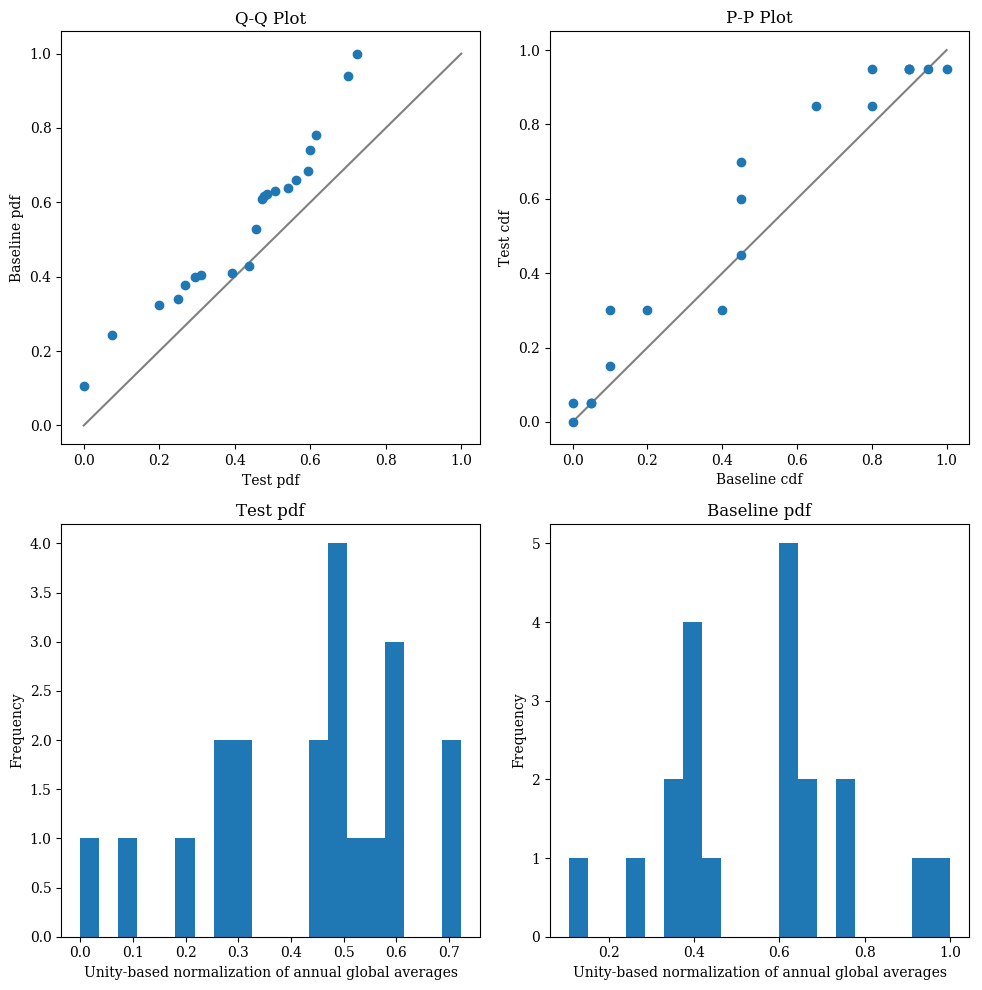 Q-Q Plot
Baseline pdf
1.0
0.8
0.6
0.4
0.2
0.0
0.0 0.2 0.4 0.6 0.8 1.0
Test pdf
P-P Plot
Test cdf
1.0
0.8
0.6
0.4
0.2
0.0
0.0 0.2 0.4 0.6 0.8 1.0
Baseline cdf
Test pdf
Frequency
4.0
3.5
3.0
2.5
2.0
1.5
1.0
0.5
0.0
0.0 0.1 0.2 0.3 0.4 0.5 0.6 0.7
Unity-based normalization of annual global averages
Baseline pdf
Frequency
5
4
3
2
1
0
0.2 0.4 0.6 0.8 1.0
Unity-based normalization of annual global averages